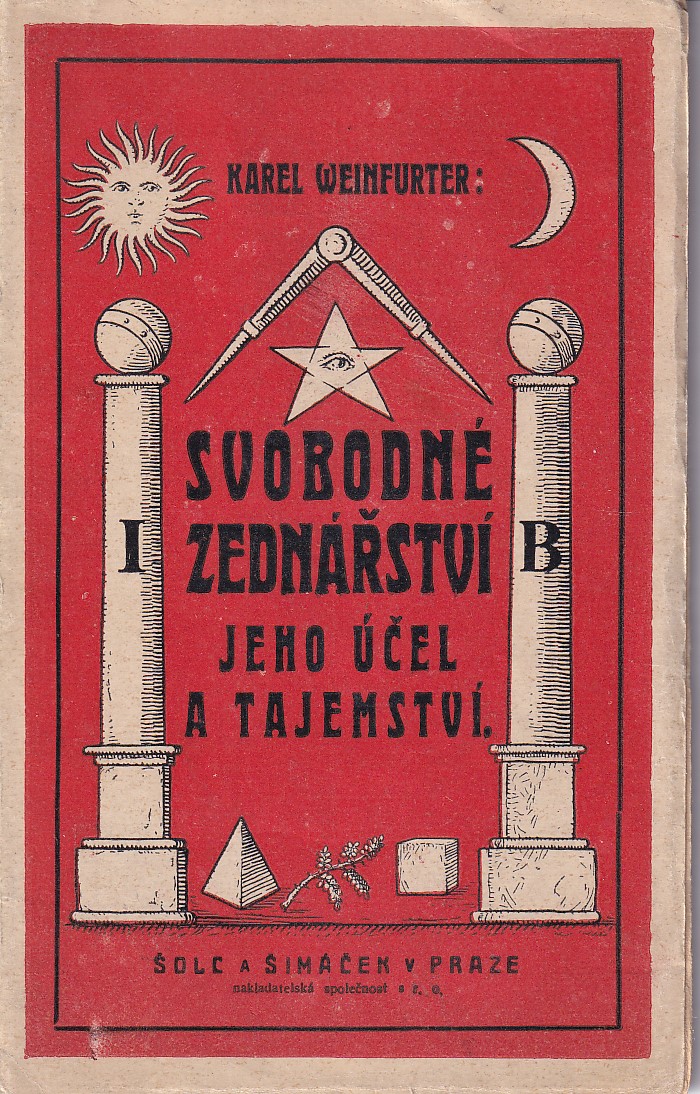 KAREL WEINFURTER:
SVOBODNÉ
ZEDNÁŘSTVÍ
JEHO ÚČEL
A TAJEMSTVÍ.
I
B
ŠOLC A ŠIMÁČEK V PRAZE
nakladatelská společnost s r. o.